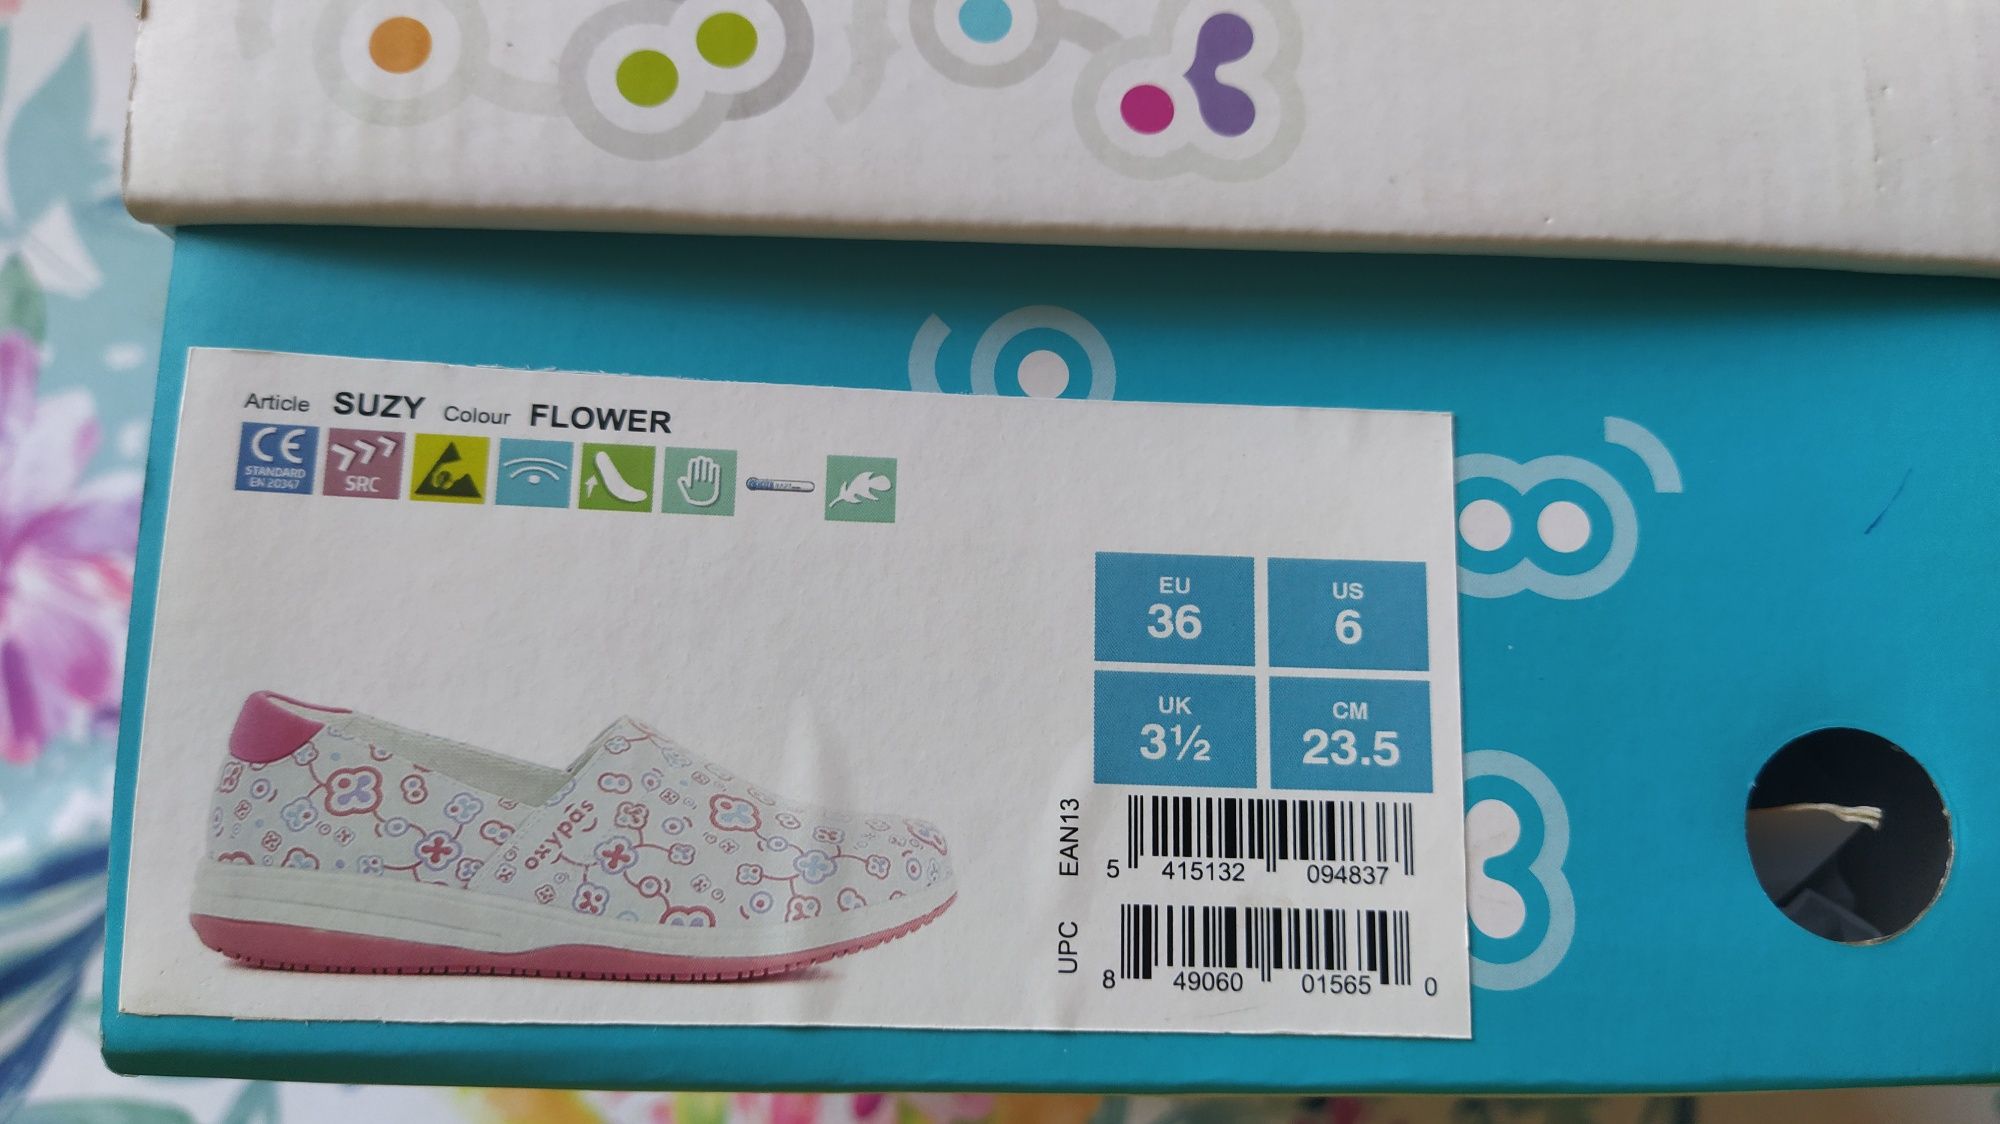 Article SUZY Colour FLOWER
CE
STANDARD
EN 20347
SRC
EU
36
US
6
UK
3½
CM
23.5
oxypas
EAN13
5 415132 094837
UPC
8 49060 01565 0